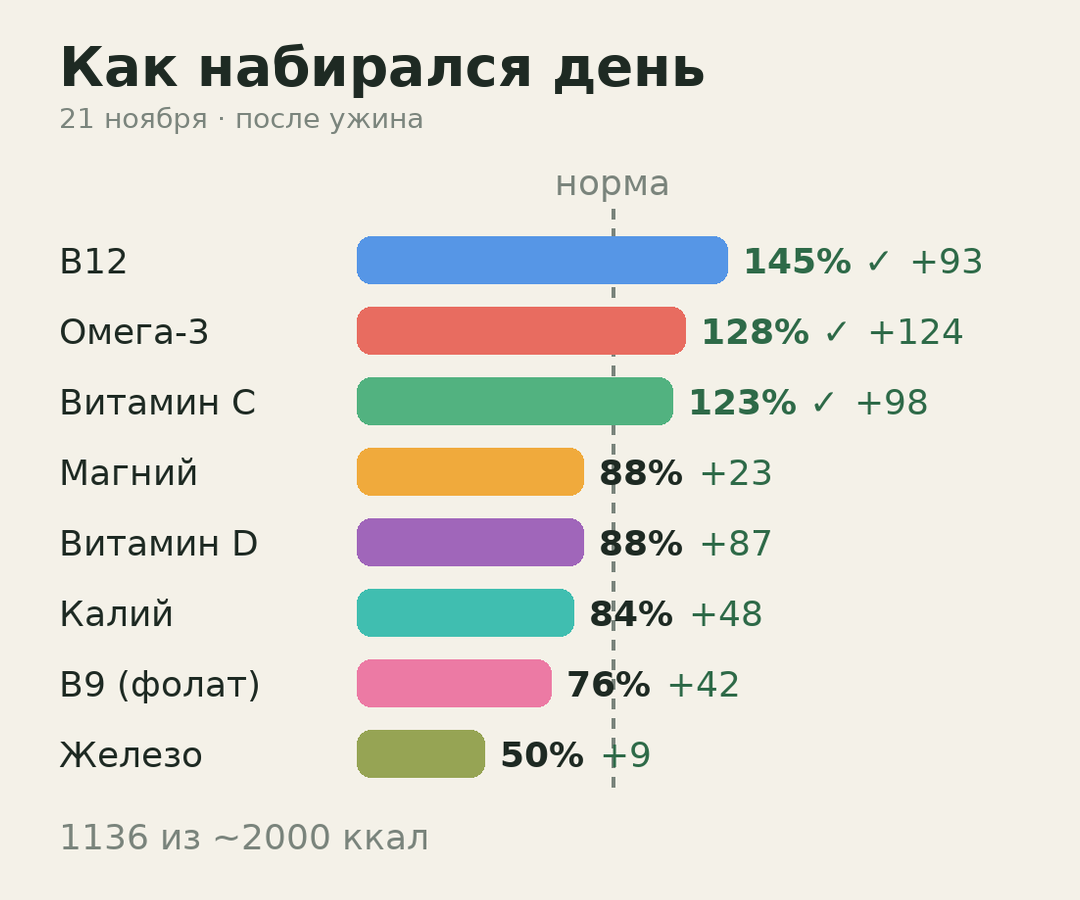 Как набирался день
21 ноября · после ужина
норма
B12 145% ✓ +93
Омега-3 128% ✓ +124
Витамин C 123% ✓ +98
Магний 88% +23
Витамин D 88% +87
Калий 84% +48
B9 (фолат) 76% +42
Железо 50% +9
1136 из ~2000 ккал